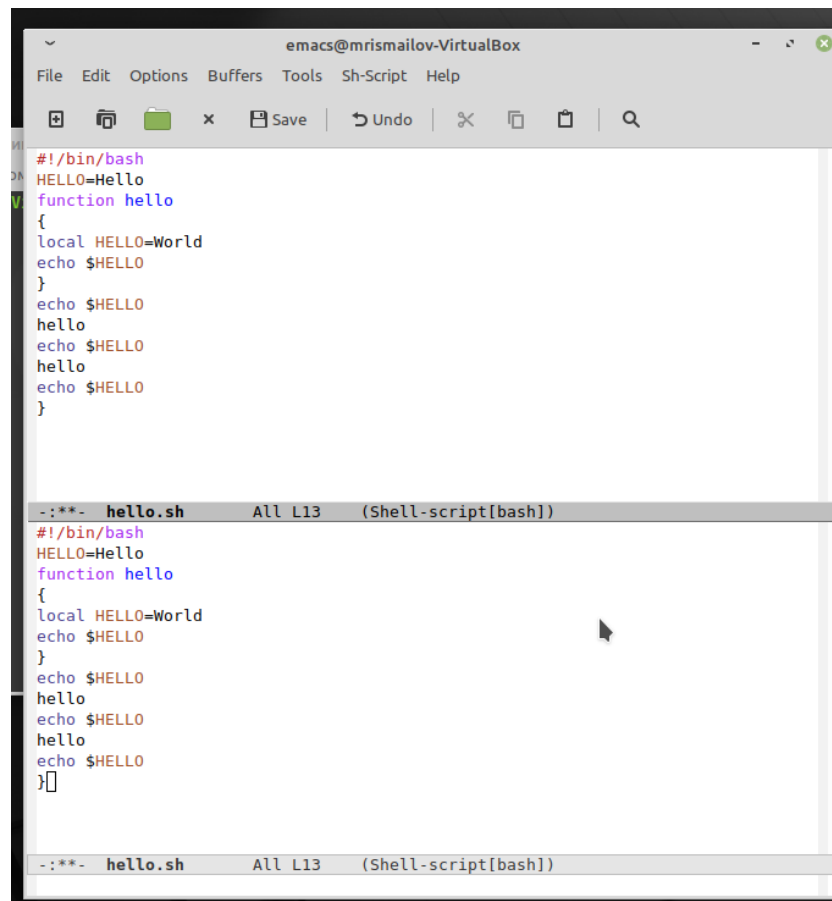 emacs@mrismailov-VirtualBox
File Edit Options Buffers Tools Sh-Script Help
Save Undo
#!/bin/bash
HELLO=Hello
function hello
{
local HELLO=World
echo $HELLO
}
echo $HELLO
hello
echo $HELLO
hello
echo $HELLO
}
-:**- hello.sh All L13 (Shell-script[bash])
#!/bin/bash
HELLO=Hello
function hello
{
local HELLO=World
echo $HELLO
}
echo $HELLO
hello
echo $HELLO
hello
echo $HELLO
}
-:**- hello.sh All L13 (Shell-script[bash])